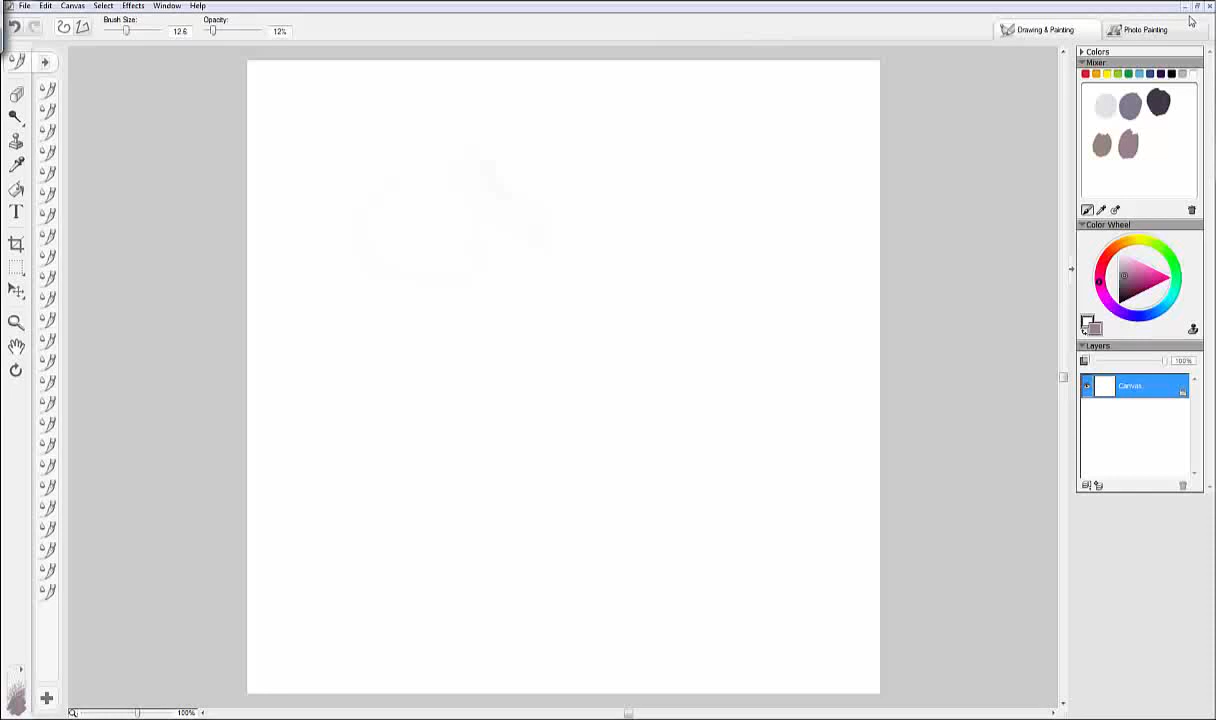 File Edit Canvas Select Effects Window Help
Brush Size: 12.6 Opacity: 12%
Drawing & Painting Photo Painting
Colors
Mixer
Color Wheel
Layers
100%
Canvas
T
100%